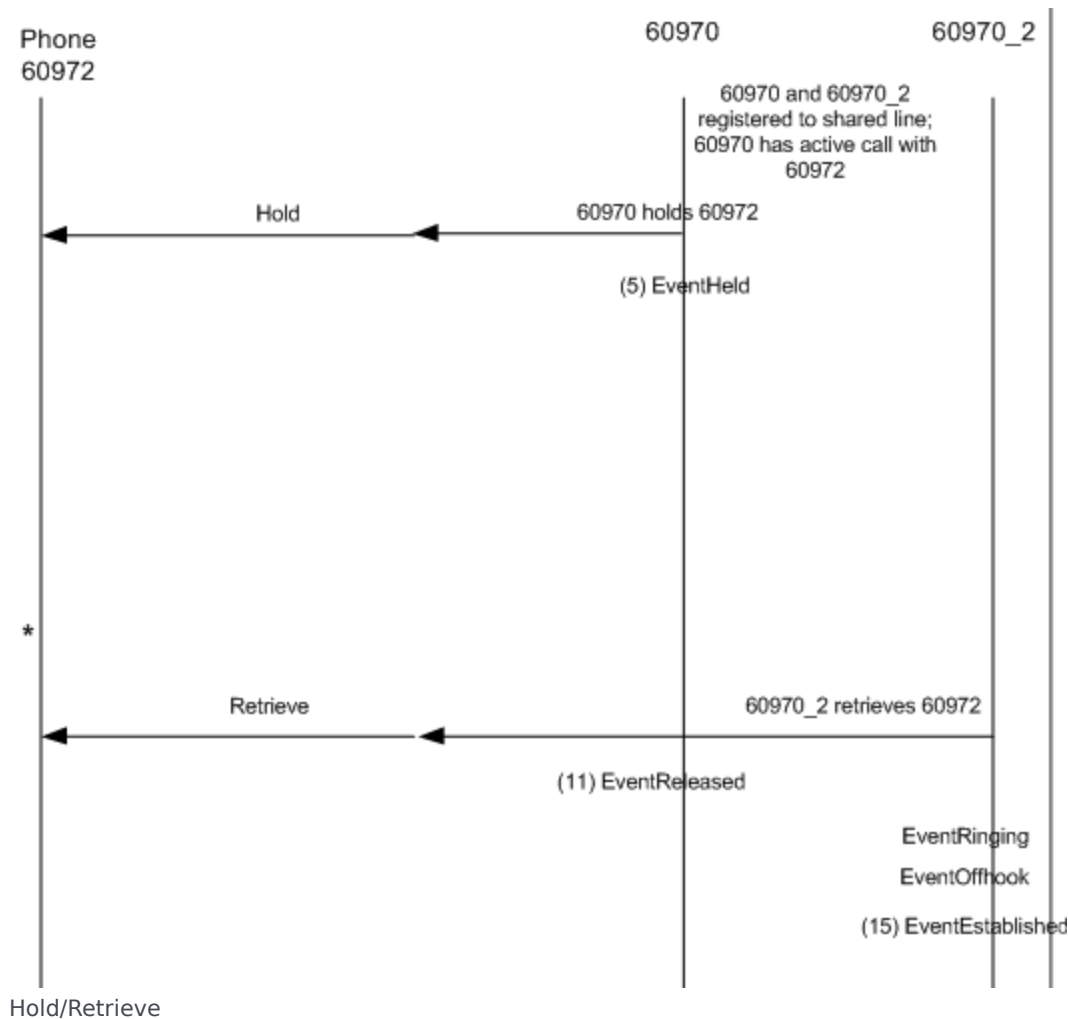 Phone
60972
60970
60970_2
60970 and 60970_2
registered to shared line;
60970 has active call with
60972
Hold
60970 holds 60972
(5) EventHeld
*
Retrieve
60970_2 retrieves 60972
(11) EventReleased
EventRinging
EventOffhook
(15) EventEstablished
Hold/Retrieve